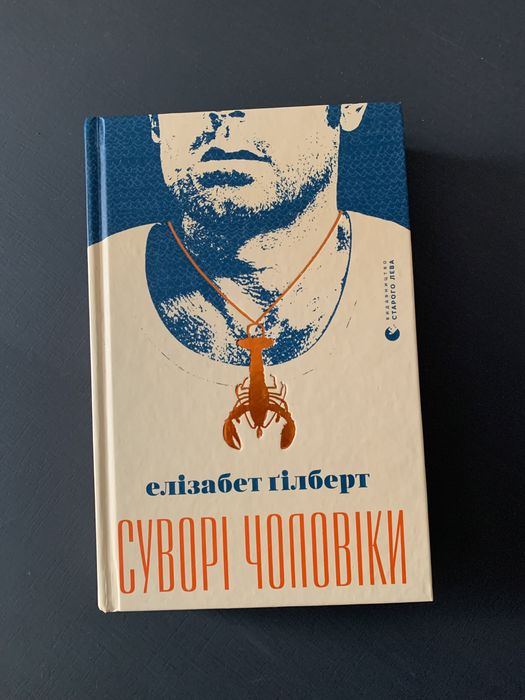 видавництво
старого лева
елізабет ґілберт
СУВОРІ ЧОЛОВІКИ